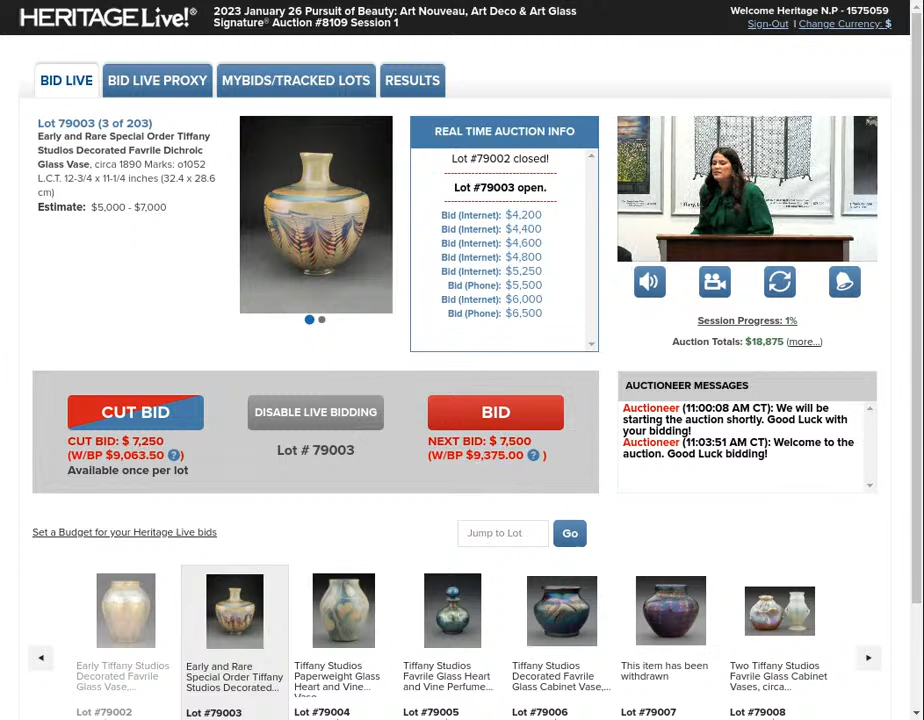 HERITAGE Live!®
2023 January 26 Pursuit of Beauty: Art Nouveau, Art Deco & Art Glass
Signature® Auction #8109 Session 1
Welcome Heritage N.P - 1575059
Sign-Out | Change Currency: $
BID LIVE
BID LIVE PROXY
MYBIDS/TRACKED LOTS
RESULTS
Lot 79003 (3 of 203)
Early and Rare Special Order Tiffany
Studios Decorated Favrile Dichroic
Glass Vase, circa 1890 Marks: o1052
L.C.T. 12-3/4 x 11-1/4 inches (32.4 x 28.6
cm)
Estimate: $5,000 - $7,000
REAL TIME AUCTION INFO
Lot #79002 closed!
Lot #79003 open.
Bid (Internet): $4,200
Bid (Internet): $4,400
Bid (Internet): $4,600
Bid (Internet): $4,800
Bid (Internet): $5,250
Bid (Phone): $5,500
Bid (Internet): $6,000
Bid (Phone): $6,500
Session Progress: 1%
Auction Totals: $18,875 (more...)
CUT BID
CUT BID: $ 7,250
(W/BP $9,063.50 ?)
Available once per lot
DISABLE LIVE BIDDING
Lot # 79003
BID
NEXT BID: $ 7,500
(W/BP $9,375.00 ? )
AUCTIONEER MESSAGES
Auctioneer (11:00:08 AM CT): We will be
starting the auction shortly. Good Luck with
your bidding!
Auctioneer (11:03:51 AM CT): Welcome to the
auction. Good Luck bidding!
Set a Budget for your Heritage Live bids
Jump to Lot
Go
Early Tiffany Studios
Decorated Favrile
Glass Vase,...
Lot #79002
Early and Rare
Special Order Tiffany
Studios Decorated...
Lot #79003
Tiffany Studios
Paperweight Glass
Heart and Vine...
Vase
Lot #79004
Tiffany Studios
Favrile Glass Heart
and Vine Perfume...
Lot #79005
Tiffany Studios
Decorated Favrile
Glass Cabinet Vase,...
Lot #79006
This item has been
withdrawn
Lot #79007
Two Tiffany Studios
Favrile Glass Cabinet
Vases, circa...
Lot #79008